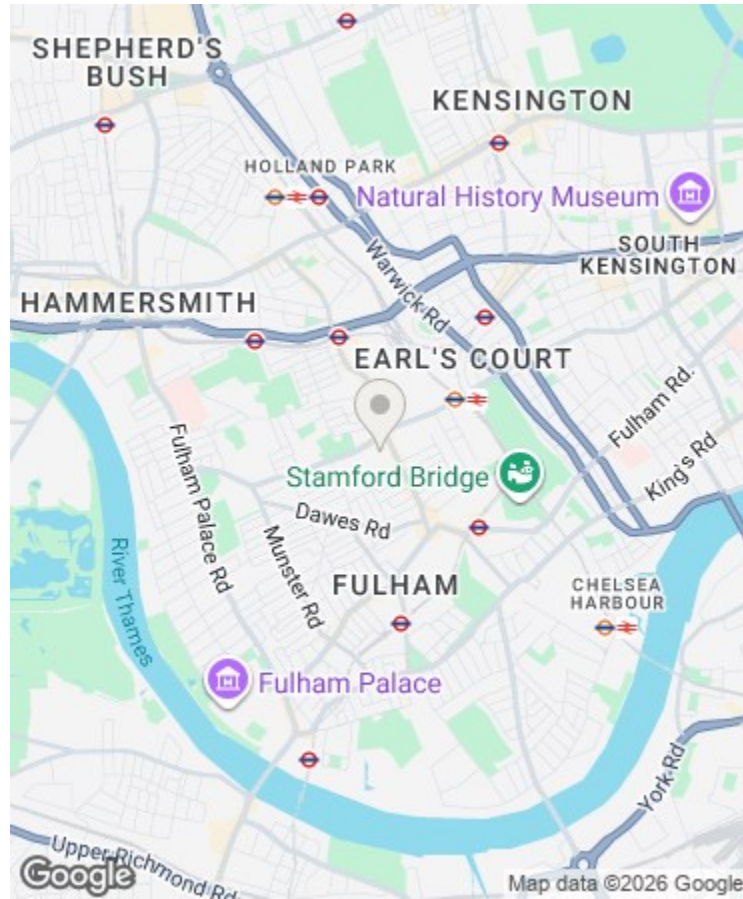 SHEPHERD'S
BUSH
KENSINGTON
HOLLAND PARK
Natural History Museum
SOUTH
KENSINGTON
Warwick Rd
HAMMERSMITH
EARL'S COURT
Fulham Rd.
King's Rd
Stamford Bridge
Fulham Palace Rd
Dawes Rd
Munster Rd
River Thames
FULHAM
CHELSEA
HARBOUR
Fulham Palace
York Rd
Upper Richmond Rd
Google
Map data ©2026 Google